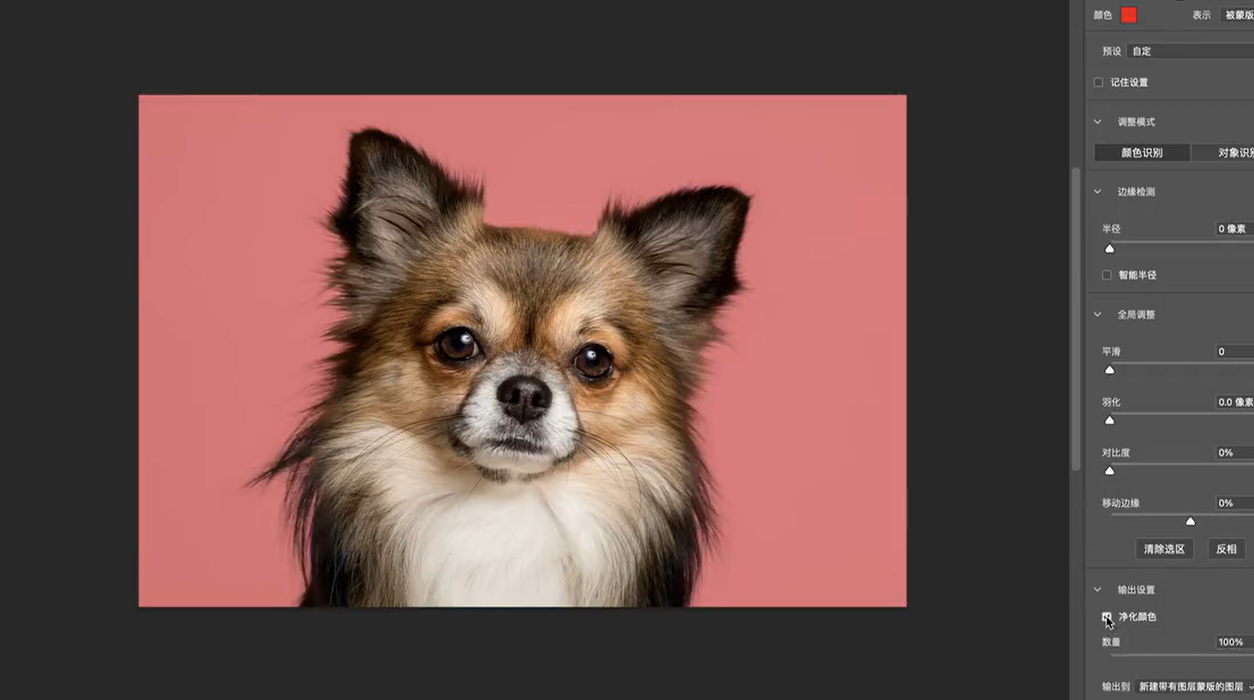 颜色 表示 被蒙版
预设 自定
记住设置
调整模式
颜色识别 对象识别
边缘检测
半径 0 像素
智能半径
全局调整
平滑 0
羽化 0.0 像素
对比度 0%
移动边缘 0%
清除选区 反相
输出设置
净化颜色
数量 100%
输出到 新建带有图层蒙版的图层